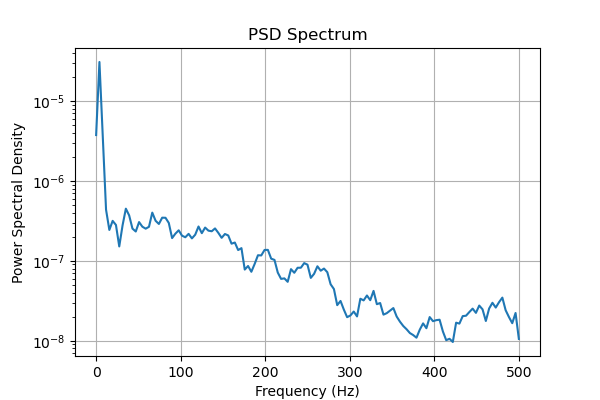 PSD Spectrum
Power Spectral Density
10⁻⁵
10⁻⁶
10⁻⁷
10⁻⁸
0 100 200 300 400 500
Frequency (Hz)